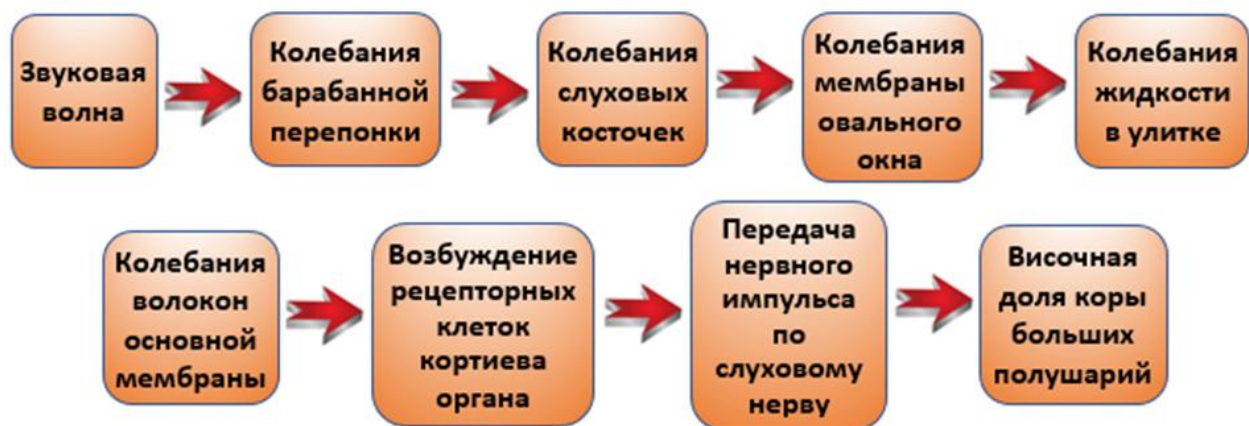 Звуковая
волна
Колебания
барабанной
перепонки
Колебания
слуховых
косточек
Колебания
мембраны
овального
окна
Колебания
жидкости
в улитке
Колебания
волокон
основной
мембраны
Возбуждение
рецепторных
клеток
кортиева
органа
Передача
нервного
импульса
по
слуховому
нерву
Височная
доля коры
больших
полушарий